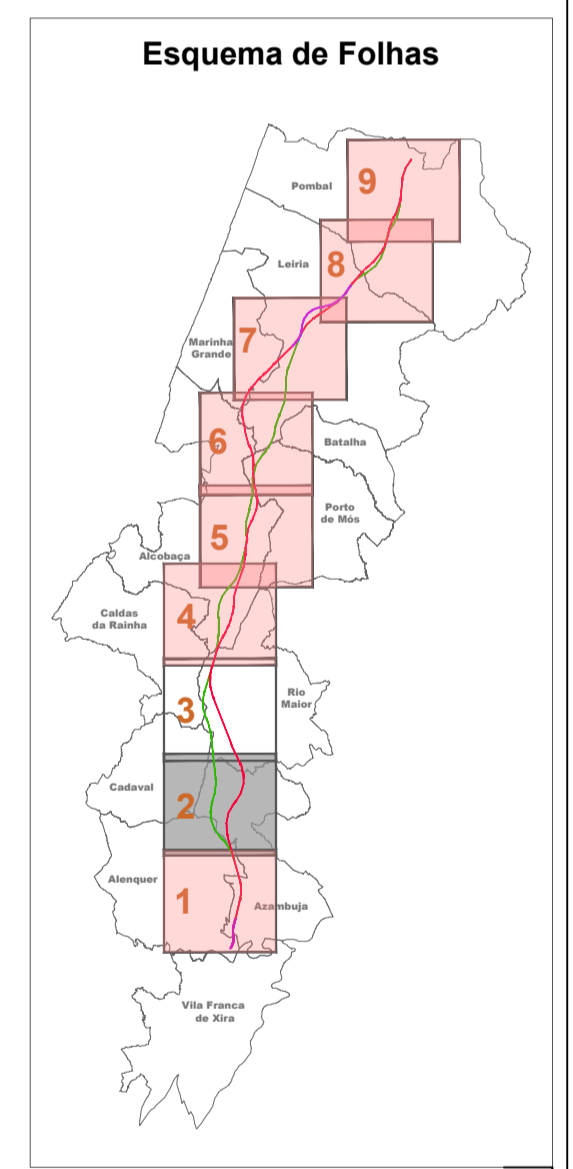 Esquema de Folhas
Pombal
9
Leiria
8
Marinha
Grande
7
6
Batalha
Porto
de Mós
5
Alcobaça
Caldas
da Rainha
4
Rio
Maior
3
Cadaval
2
Alenquer
1
Azambuja
Vila Franca
de Xira